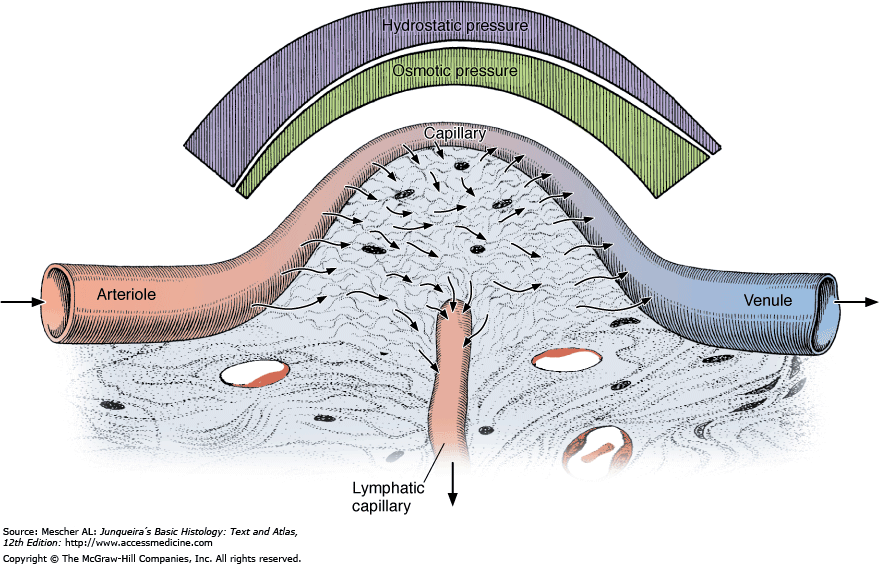 Hydrostatic pressure
Osmotic pressure
Capillary
Arteriole
Venule
Lymphatic
capillary
Source: Mescher AL: Junqueira´s Basic Histology: Text and Atlas,
12th Edition: http://www.accessmedicine.com
Copyright © The McGraw-Hill Companies, Inc. All rights reserved.